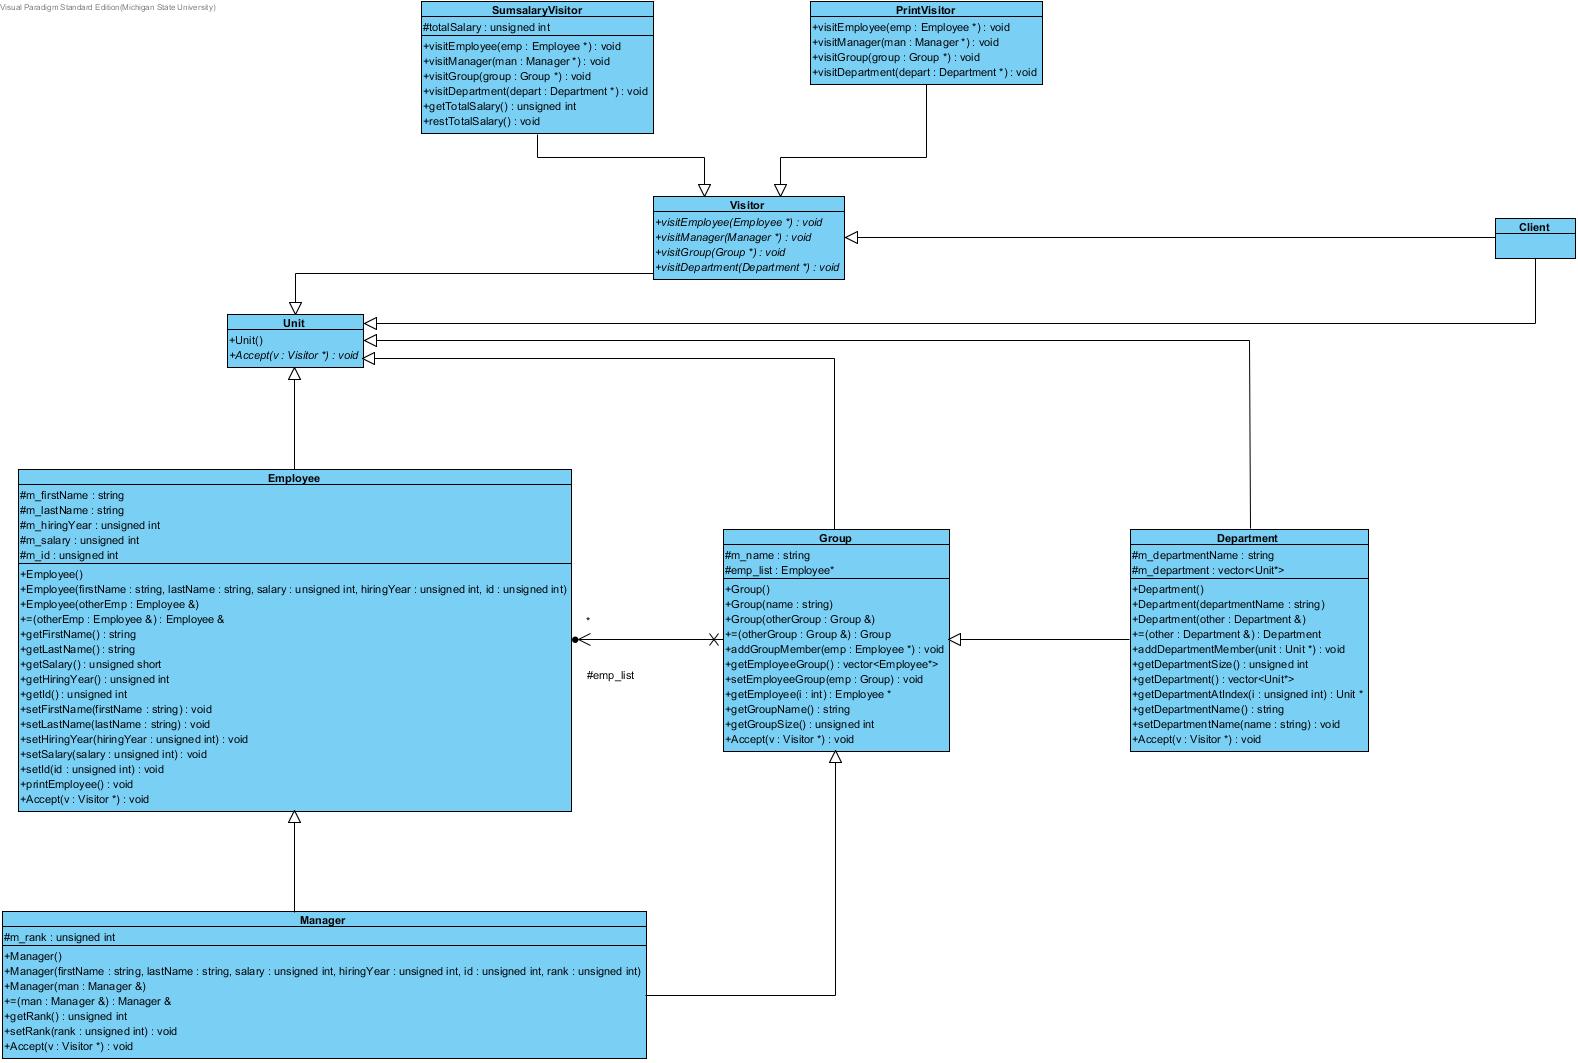 Visual Paradigm Standard Edition(Michigan State University)
SumsalaryVisitor
#totalSalary : unsigned int
+visitEmployee(emp : Employee *) : void
+visitManager(man : Manager *) : void
+visitGroup(group : Group *) : void
+visitDepartment(depart : Department *) : void
+getTotalSalary() : unsigned int
+restTotalSalary() : void
PrintVisitor
+visitEmployee(emp : Employee *) : void
+visitManager(man : Manager *) : void
+visitGroup(group : Group *) : void
+visitDepartment(depart : Department *) : void
Visitor
+visitEmployee(Employee *) : void
+visitManager(Manager *) : void
+visitGroup(Group *) : void
+visitDepartment(Department *) : void
Client
Unit
+Unit()
+Accept(v : Visitor *) : void
Employee
#m_firstName : string
#m_lastName : string
#m_hiringYear : unsigned int
#m_salary : unsigned int
#m_id : unsigned int
+Employee()
+Employee(firstName : string, lastName : string, salary : unsigned int, hiringYear : unsigned int, id : unsigned int)
+Employee(otherEmp : Employee &)
+=(otherEmp : Employee &) : Employee &
+getFirstName() : string
+getLastName() : string
+getSalary() : unsigned short
+getHiringYear() : unsigned int
+getId() : unsigned int
+setFirstName(firstName : string) : void
+setLastName(lastName : string) : void
+setHiringYear(hiringYear : unsigned int) : void
+setSalary(salary : unsigned int) : void
+setId(id : unsigned int) : void
+printEmployee() : void
+Accept(v : Visitor *) : void
*
#emp_list
Group
#m_name : string
#emp_list : Employee*
+Group()
+Group(name : string)
+Group(otherGroup : Group &)
+=(otherGroup : Group &) : Group
+addGroupMember(emp : Employee *) : void
+getEmployeeGroup() : vector<Employee*>
+setEmployeeGroup(emp : Group) : void
+getEmployee(i : int) : Employee *
+getGroupName() : string
+getGroupSize() : unsigned int
+Accept(v : Visitor *) : void
Department
#m_departmentName : string
#m_department : vector<Unit*>
+Department()
+Department(departmentName : string)
+Department(other : Department &)
+=(other : Department &) : Department
+addDepartmentMember(unit : Unit *) : void
+getDepartmentSize() : unsigned int
+getDepartment() : vector<Unit*>
+getDepartmentAtIndex(i : unsigned int) : Unit *
+getDepartmentName() : string
+setDepartmentName(name : string) : void
+Accept(v : Visitor *) : void
Manager
#m_rank : unsigned int
+Manager()
+Manager(firstName : string, lastName : string, salary : unsigned int, hiringYear : unsigned int, id : unsigned int, rank : unsigned int)
+Manager(man : Manager &)
+=(man : Manager &) : Manager &
+getRank() : unsigned int
+setRank(rank : unsigned int) : void
+Accept(v : Visitor *) : void